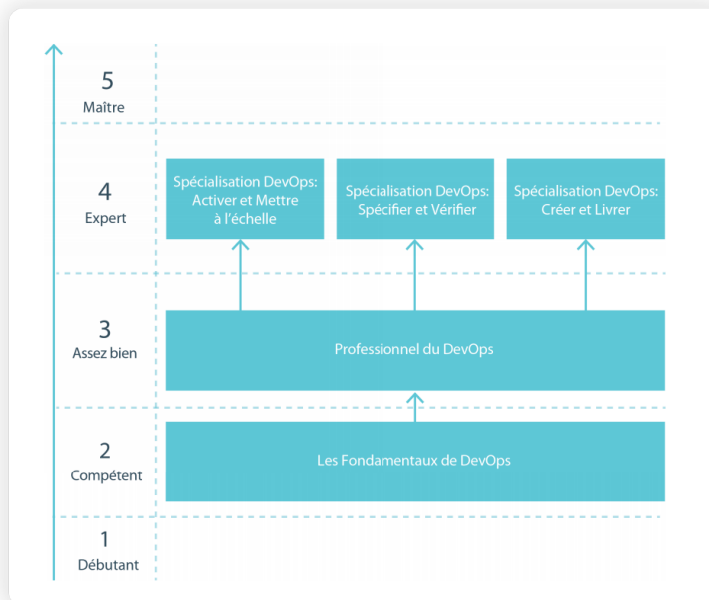 5
Maître
4
Expert
Spécialisation DevOps:
Activer et Mettre
à l'échelle
Spécialisation DevOps:
Spécifier et Vérifier
Spécialisation DevOps:
Créer et Livrer
3
Assez bien
Professionnel du DevOps
2
Compétent
Les Fondamentaux de DevOps
1
Débutant